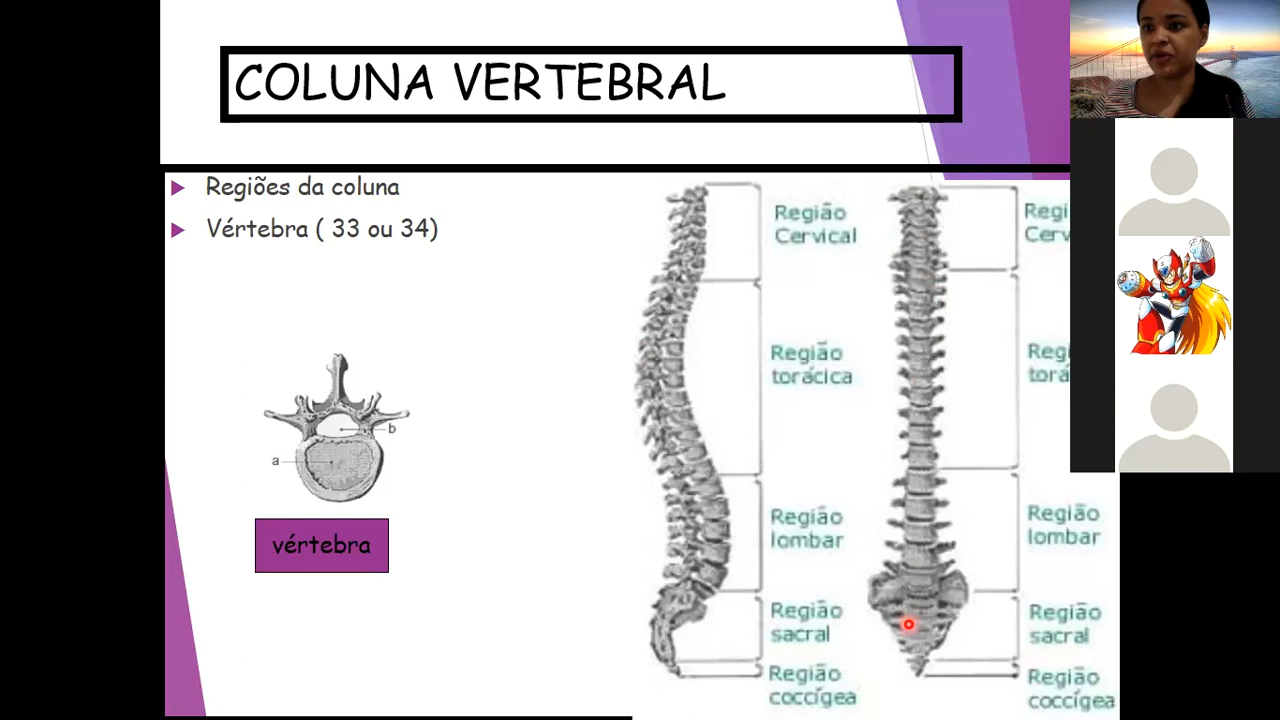 COLUNA VERTEBRAL
Regiões da coluna
Vértebra ( 33 ou 34)
b
a
vértebra
Região
Cervical
Região
torácica
Região
lombar
Região
sacral
Região
coccígea
Regi
Cerv
Regi
torá
Região
lombar
Região
sacral
Região
coccígea